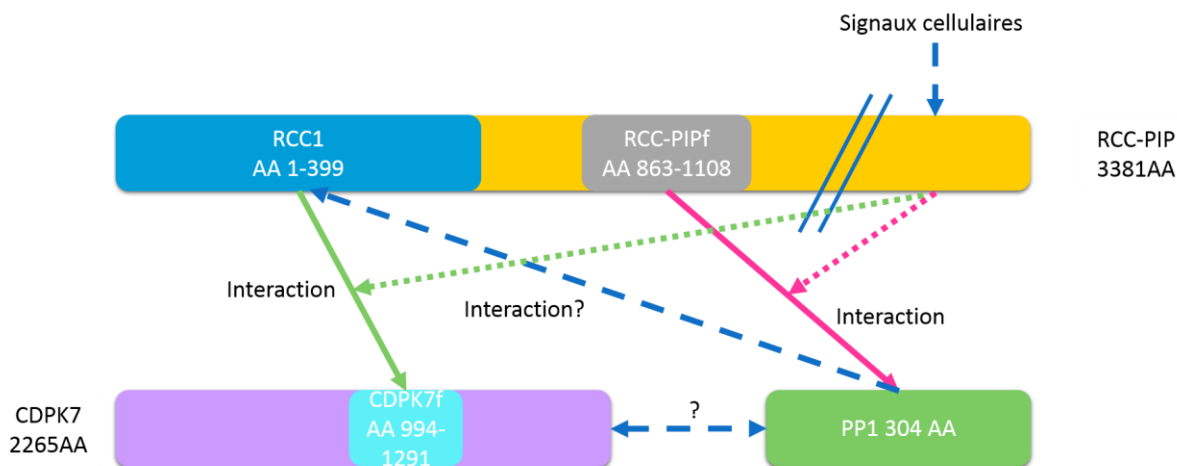 Signaux cellulaires
RCC1
AA 1-399
RCC-PIPf
AA 863-1108
RCC-PIP
3381AA
Interaction
Interaction?
Interaction
CDPK7
2265AA
CDPK7f
AA 994-
1291
?
PP1 304 AA